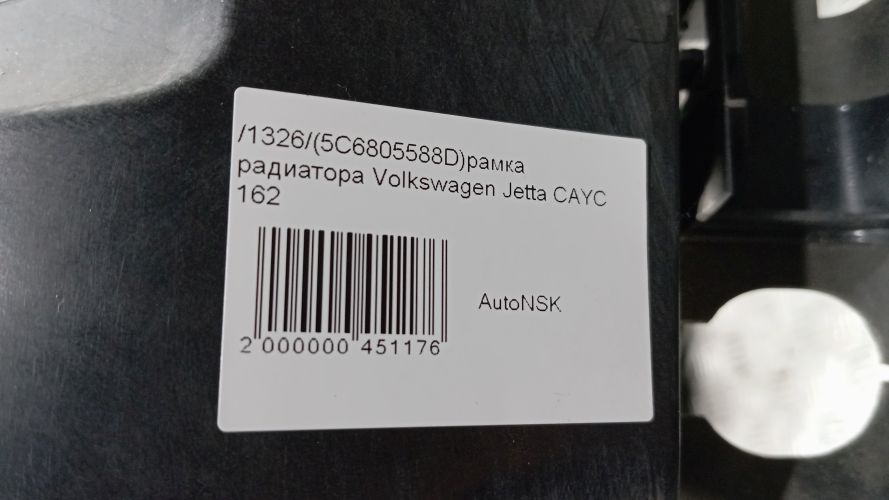 /1326/(5C6805588D)рамка
радиатора Volkswagen Jetta CAYC
162
AutoNSK
2 000000 451176